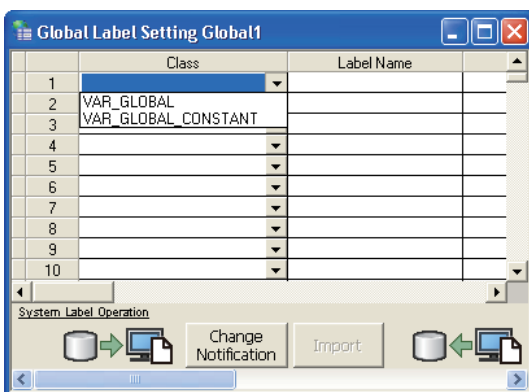 Global Label Setting Global1
Class Label Name
1
2 VAR_GLOBAL
3 VAR_GLOBAL_CONSTANT
4
5
6
7
8
9
10
System Label Operation
Change
Notification
Import